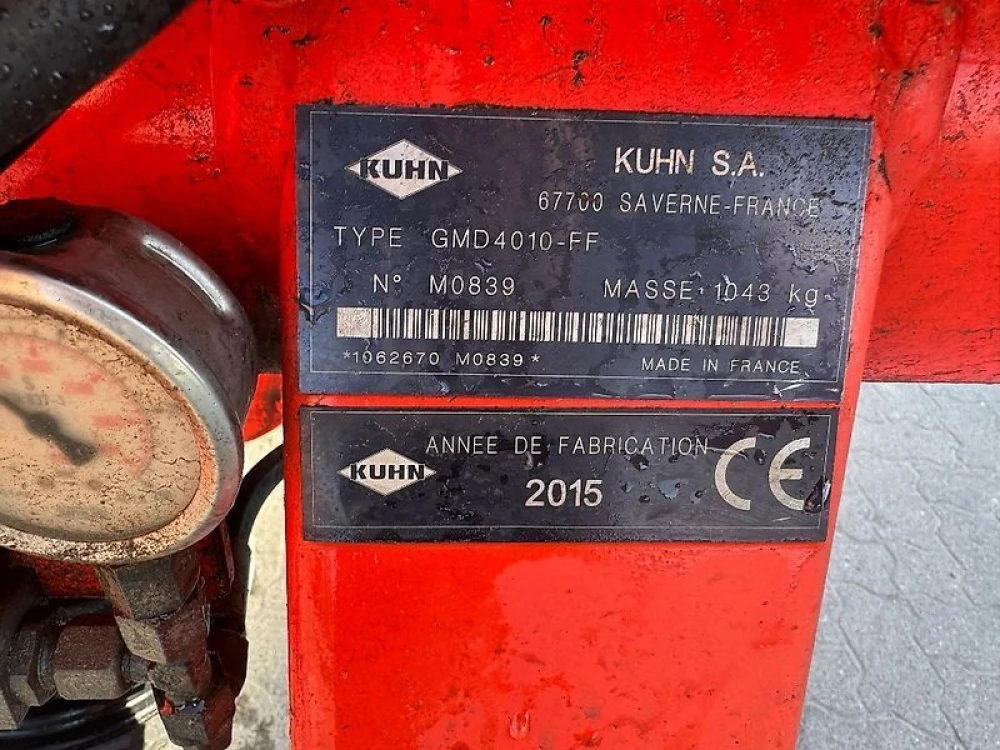 KUHN
KUHN S.A.
67700 SAVERNE-FRANCE
TYPE GMD4010-FF
N° M0839 MASSE 1043 kg
*1062670 M0839*
MADE IN FRANCE
ANNEE DE FABRICATION
KUHN
2015
CE